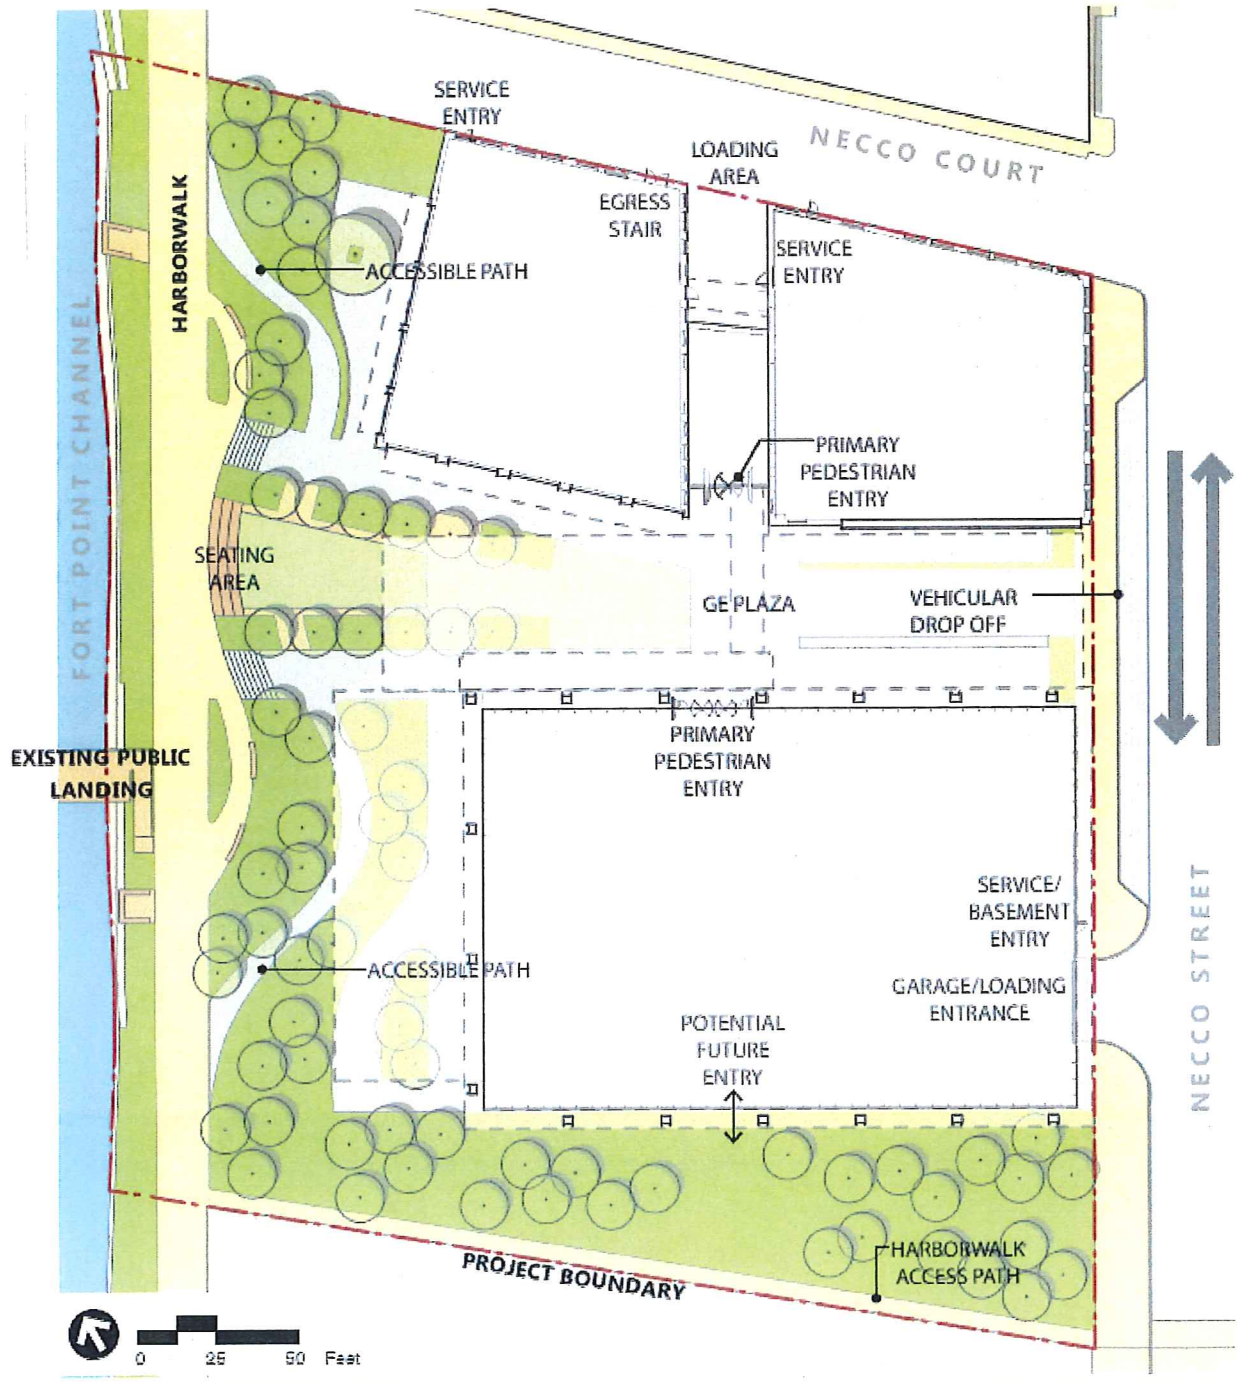 SERVICE
ENTRY
NECCO COURT
LOADING
AREA
EGRESS
STAIR
SERVICE
ENTRY
HARBORWALK
ACCESSIBLE PATH
FORT POINT CHANNEL
PRIMARY
PEDESTRIAN
ENTRY
SEATING
AREA
GE PLAZA
VEHICULAR
DROP OFF
PRIMARY
PEDESTRIAN
ENTRY
EXISTING PUBLIC
LANDING
SERVICE/
BASEMENT
ENTRY
NECCO STREET
ACCESSIBLE PATH
GARAGE/LOADING
ENTRANCE
POTENTIAL
FUTURE
ENTRY
HARBORWALK
ACCESS PATH
PROJECT BOUNDARY
0 25 50 Feet